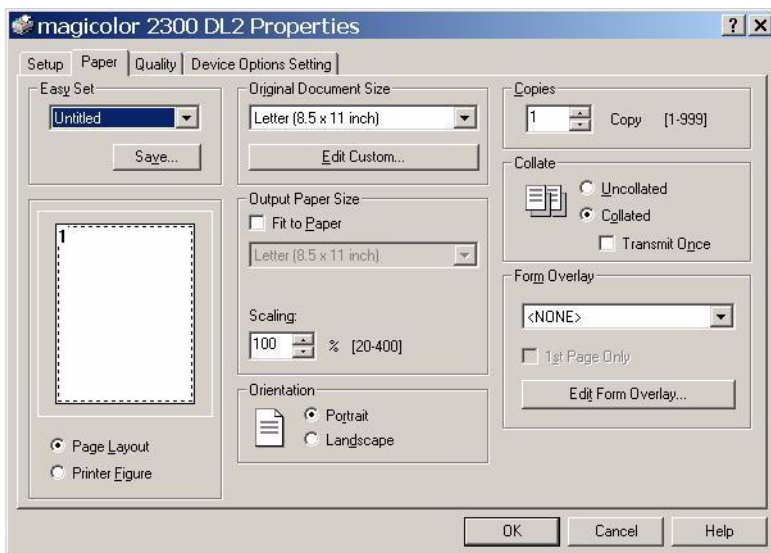 magicolor 2300 DL2 Properties
Setup
Paper
Quality
Device Options Setting
Easy Set
Untitled
Save...
1
Page Layout
Printer Figure
Original Document Size
Letter (8.5 x 11 inch)
Edit Custom...
Output Paper Size
Fit to Paper
Letter (8.5 x 11 inch)
Scaling:
100 % [20-400]
Orientation
Portrait
Landscape
Copies
1 Copy [1-999]
Collate
Uncollated
Collated
Transmit Once
Form Overlay
<NONE>
1st Page Only
Edit Form Overlay...
OK
Cancel
Help